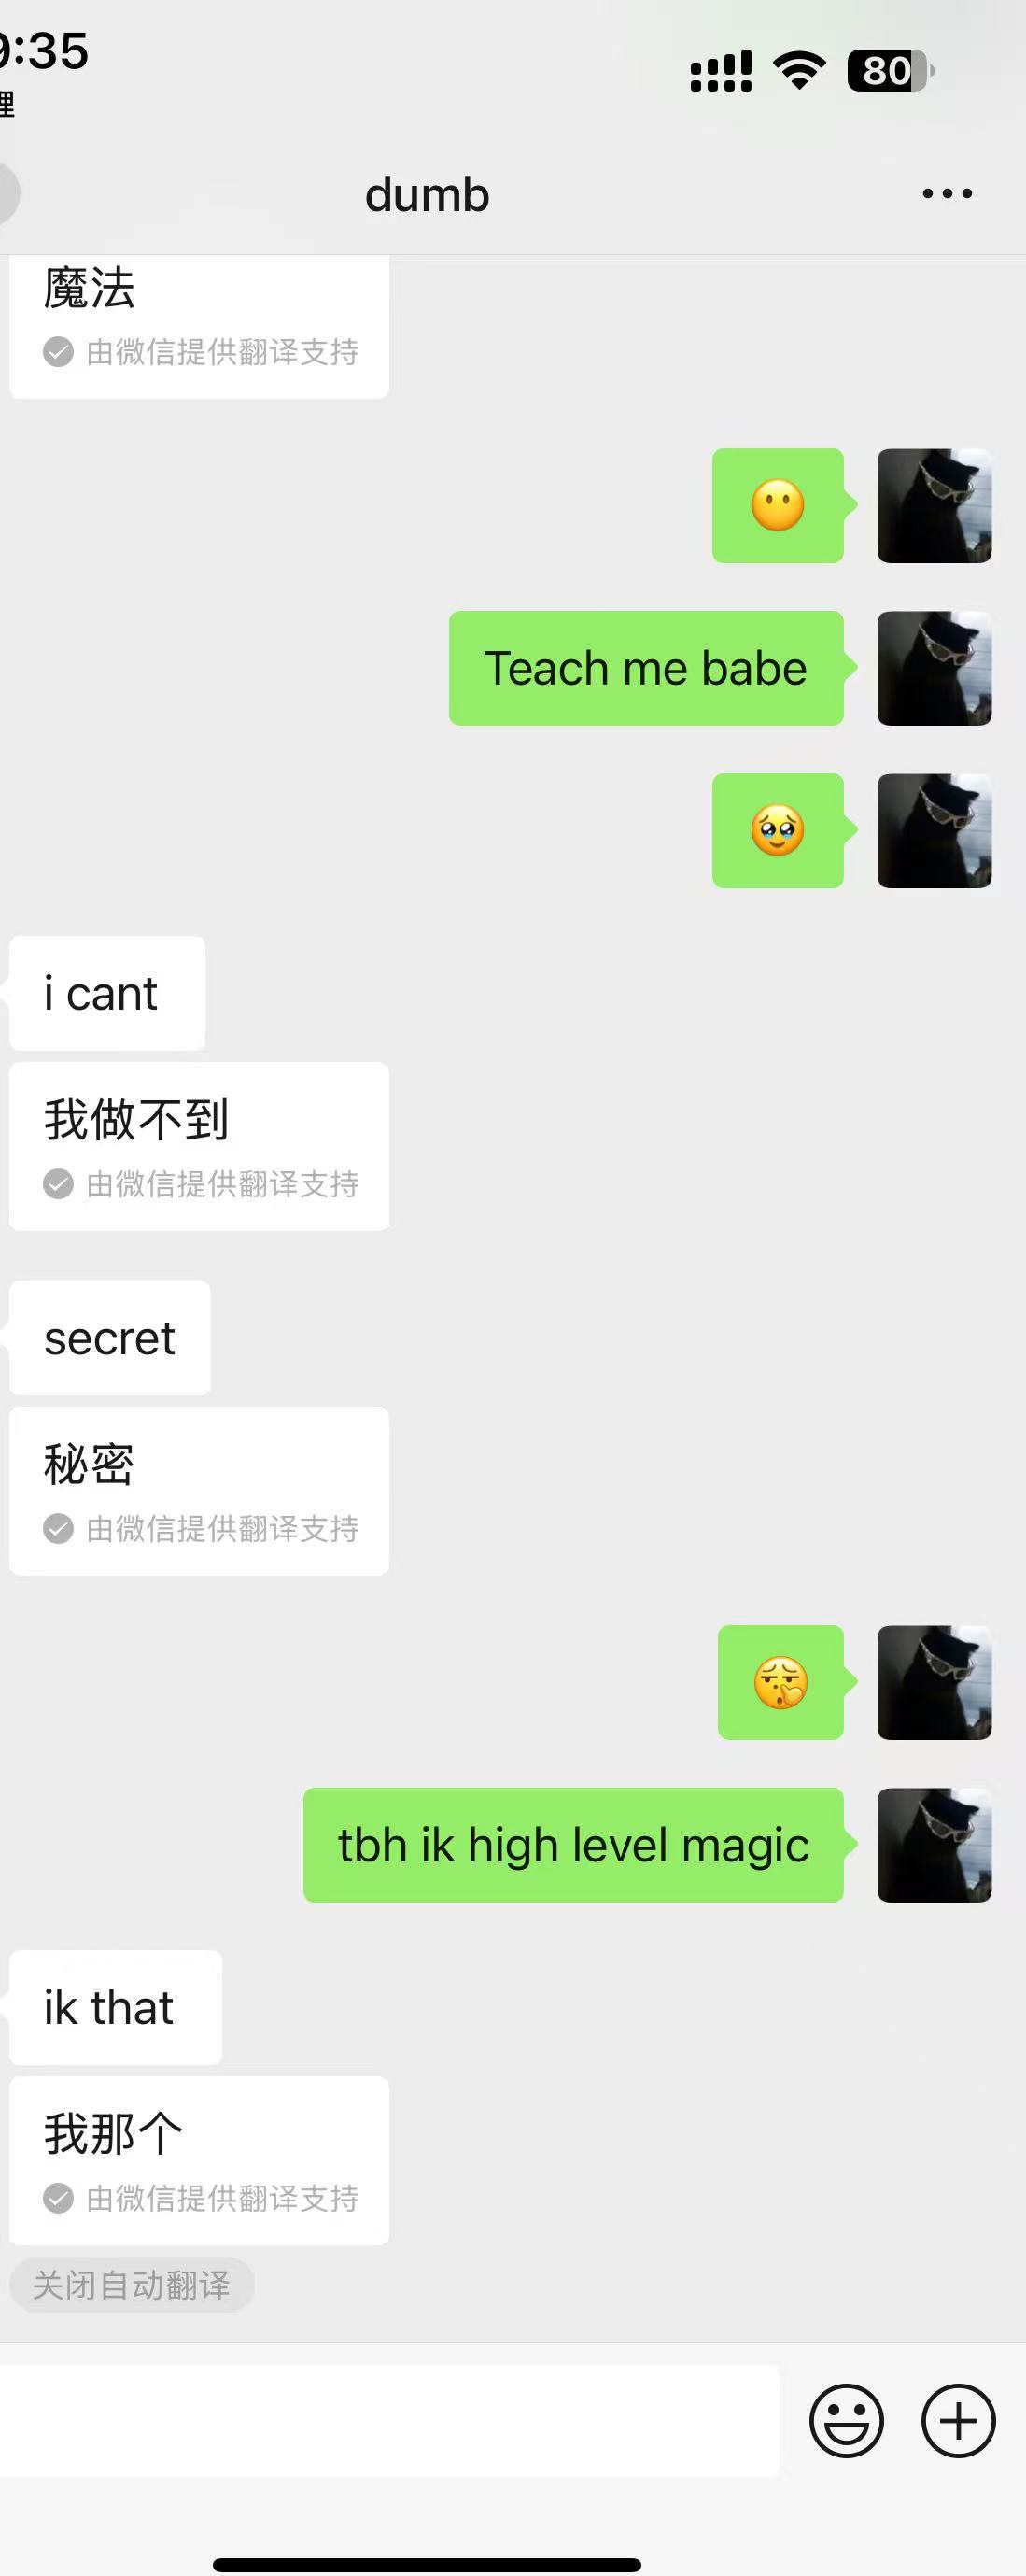 9:35
理
80
dumb
魔法
由微信提供翻译支持
😶
Teach me babe
🥹
i cant
我做不到
由微信提供翻译支持
secret
秘密
由微信提供翻译支持
tbh ik high level magic
ik that
我那个
由微信提供翻译支持
关闭自动翻译